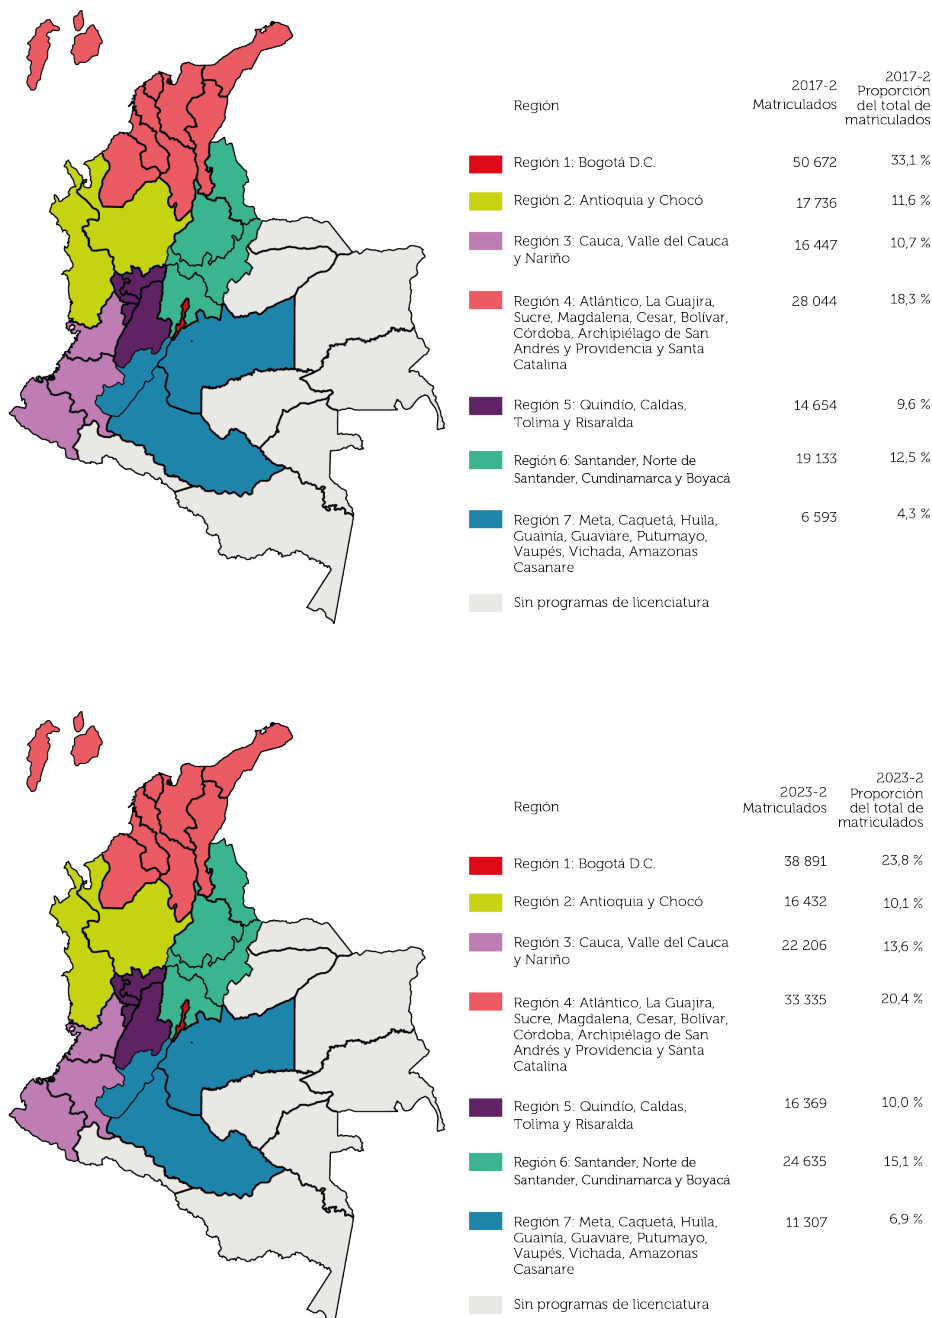 Región
2017-2
Matriculados
2017-2
Proporción
del total de
matriculados
Región 1: Bogotá D.C.
50 672
33,1 %
Región 2: Antioquia y Chocó
17 736
11,6 %
Región 3: Cauca, Valle del Cauca
y Nariño
16 447
10,7 %
Región 4: Atlántico, La Guajira,
Sucre, Magdalena, Cesar, Bolívar,
Córdoba, Archipiélago de San
Andrés y Providencia y Santa
Catalina
28 044
18,3 %
Región 5: Quindío, Caldas,
Tolima y Risaralda
14 654
9,6 %
Región 6: Santander, Norte de
Santander, Cundinamarca y Boyacá
19 133
12,5 %
Región 7: Meta, Caquetá, Huila,
Guainía, Guaviare, Putumayo,
Vaupés, Vichada, Amazonas
Casanare
6 593
4,3 %
Sin programas de licenciatura
Región
2023-2
Matriculados
2023-2
Proporción
del total de
matriculados
Región 1: Bogotá D.C.
38 891
23,8 %
Región 2: Antioquia y Chocó
16 432
10,1 %
Región 3: Cauca, Valle del Cauca
y Nariño
22 206
13,6 %
Región 4: Atlántico, La Guajira,
Sucre, Magdalena, Cesar, Bolívar,
Córdoba, Archipiélago de San
Andrés y Providencia y Santa
Catalina
33 335
20,4 %
Región 5: Quindío, Caldas,
Tolima y Risaralda
16 369
10,0 %
Región 6: Santander, Norte de
Santander, Cundinamarca y Boyacá
24 635
15,1 %
Región 7: Meta, Caquetá, Huila,
Guainía, Guaviare, Putumayo,
Vaupés, Vichada, Amazonas
Casanare
11 307
6,9 %
Sin programas de licenciatura